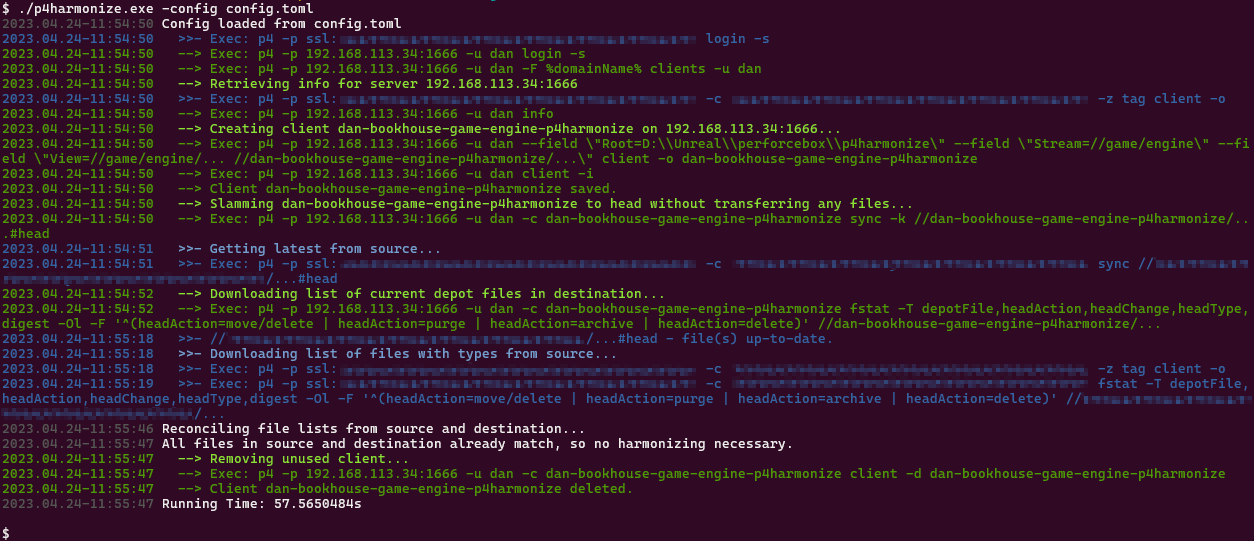 $ ./p4harmonize.exe -config config.toml
2023.04.24-11:54:50 Config loaded from config.toml
2023.04.24-11:54:50   >>- Exec: p4 -p ssl: login -s
2023.04.24-11:54:50   --> Exec: p4 -p 192.168.113.34:1666 -u dan login -s
2023.04.24-11:54:50   --> Exec: p4 -p 192.168.113.34:1666 -u dan -F %domainName% clients -u dan
2023.04.24-11:54:50   --> Retrieving info for server 192.168.113.34:1666
2023.04.24-11:54:50   >>- Exec: p4 -p ssl: -c -z tag client -o
2023.04.24-11:54:50   --> Exec: p4 -p 192.168.113.34:1666 -u dan info
2023.04.24-11:54:50   --> Creating client dan-bookhouse-game-engine-p4harmonize on 192.168.113.34:1666...
2023.04.24-11:54:50   --> Exec: p4 -p 192.168.113.34:1666 -u dan --field \"Root=D:\\Unreal\\perforcebox\\p4harmonize\" --field \"Stream=//game/engine\" --fi
eld \"View=//game/engine/... //dan-bookhouse-game-engine-p4harmonize/...\" client -o dan-bookhouse-game-engine-p4harmonize
2023.04.24-11:54:50   --> Exec: p4 -p 192.168.113.34:1666 -u dan client -i
2023.04.24-11:54:50   --> Client dan-bookhouse-game-engine-p4harmonize saved.
2023.04.24-11:54:50   --> Slamming dan-bookhouse-game-engine-p4harmonize to head without transferring any files...
2023.04.24-11:54:50   --> Exec: p4 -p 192.168.113.34:1666 -u dan -c dan-bookhouse-game-engine-p4harmonize sync -k //dan-bookhouse-game-engine-p4harmonize/..
.#head
2023.04.24-11:54:51   >>- Getting latest from source...
2023.04.24-11:54:51   >>- Exec: p4 -p ssl: -c sync //
/...#head
2023.04.24-11:54:52   --> Downloading list of current depot files in destination...
2023.04.24-11:54:52   --> Exec: p4 -p 192.168.113.34:1666 -u dan -c dan-bookhouse-game-engine-p4harmonize fstat -T depotFile,headAction,headChange,headType,
digest -Ol -F '^(headAction=move/delete | headAction=purge | headAction=archive | headAction=delete)' //dan-bookhouse-game-engine-p4harmonize/...
2023.04.24-11:55:18   >>- // /...#head - file(s) up-to-date.
2023.04.24-11:55:18   >>- Downloading list of files with types from source...
2023.04.24-11:55:18   >>- Exec: p4 -p ssl: -c -z tag client -o
2023.04.24-11:55:19   >>- Exec: p4 -p ssl: -c fstat -T depotFile,
headAction,headChange,headType,digest -Ol -F '^(headAction=move/delete | headAction=purge | headAction=archive | headAction=delete)' //
/...
2023.04.24-11:55:46 Reconciling file lists from source and destination...
2023.04.24-11:55:47 All files in source and destination already match, so no harmonizing necessary.
2023.04.24-11:55:47   --> Removing unused client...
2023.04.24-11:55:47   --> Exec: p4 -p 192.168.113.34:1666 -u dan -c dan-bookhouse-game-engine-p4harmonize client -d dan-bookhouse-game-engine-p4harmonize
2023.04.24-11:55:47   --> Client dan-bookhouse-game-engine-p4harmonize deleted.
2023.04.24-11:55:47 Running Time: 57.5650484s
$